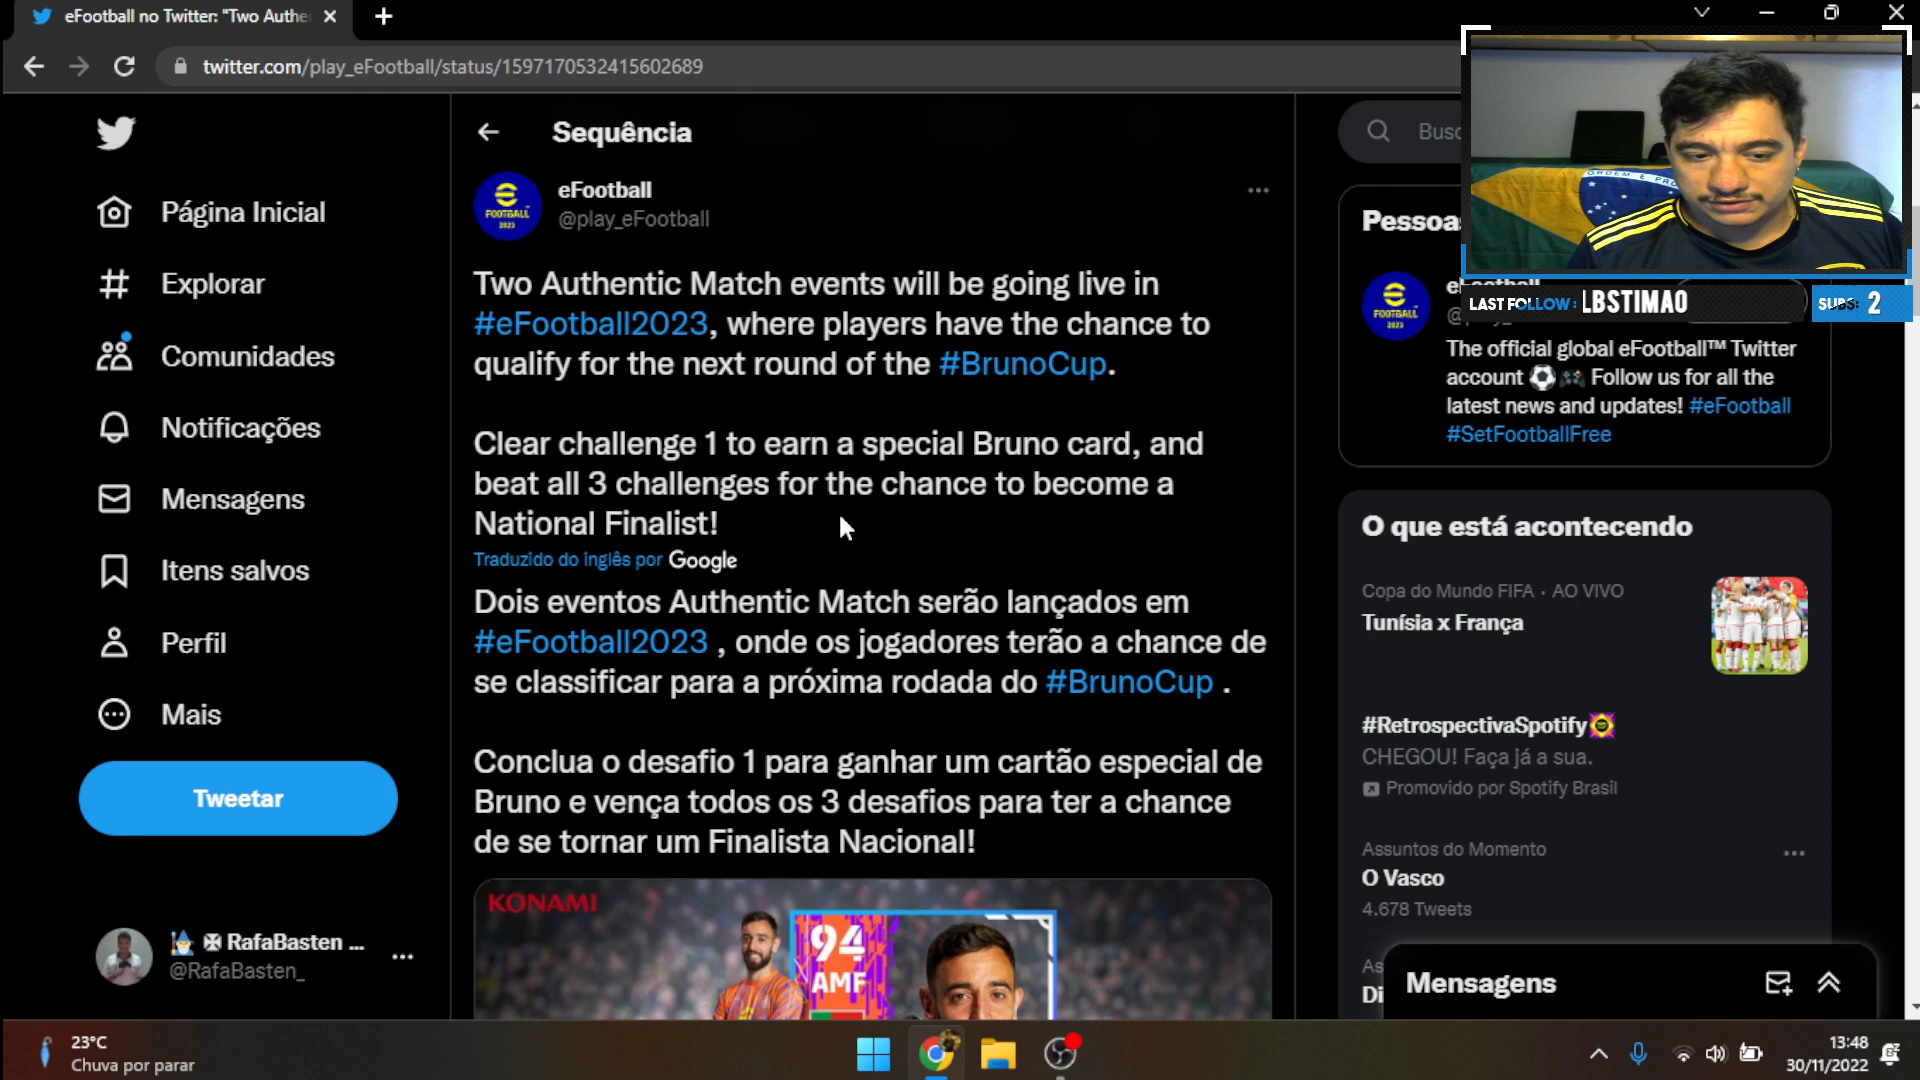 eFootball no Twitter: "Two Authe
twitter.com/play_eFootball/status/1597170532415602689
Sequência
Página Inicial
Explorar
Comunidades
Notificações
Mensagens
Itens salvos
Perfil
Mais
Tweetar
RafaBasten ...
@RafaBasten_
FOOTBALL
2023
eFootball
@play_eFootball
Two Authentic Match events will be going live in
#eFootball2023, where players have the chance to
qualify for the next round of the #BrunoCup.
Clear challenge 1 to earn a special Bruno card, and
beat all 3 challenges for the chance to become a
National Finalist!
Traduzido do inglês por Google
Dois eventos Authentic Match serão lançados em
#eFootball2023 , onde os jogadores terão a chance de
se classificar para a próxima rodada do #BrunoCup .
Conclua o desafio 1 para ganhar um cartão especial de
Bruno e vença todos os 3 desafios para ter a chance
de se tornar um Finalista Nacional!
KONAMI
94
AMF
Busc
ORDEM E PRO
LAST FOLLOW : LBSTIMAO
SUBS: 2
Pessoas
FOOTBALL
2023
The official global eFootball™ Twitter
account ⚽🎮 Follow us for all the
latest news and updates! #eFootball
#SetFootballFree
O que está acontecendo
Copa do Mundo FIFA · AO VIVO
Tunísia x França
#RetrospectivaSpotify
CHEGOU! Faça já a sua.
Promovido por Spotify Brasil
Assuntos do Momento
O Vasco
4.678 Tweets
As
Di
Mensagens
23°C
Chuva por parar
13:48
30/11/2022